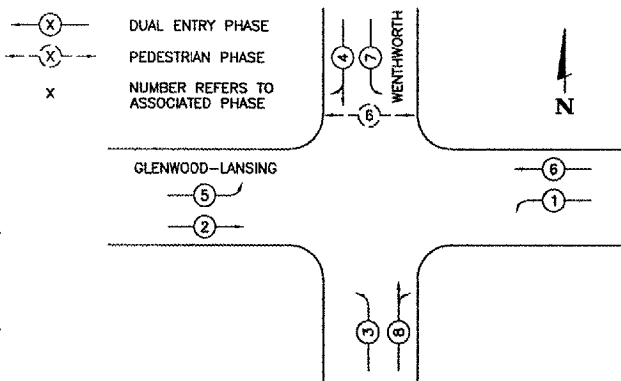 X DUAL ENTRY PHASE
X PEDESTRIAN PHASE
X NUMBER REFERS TO
ASSOCIATED PHASE
4 7 WENTHWORTH
6
N
GLENWOOD-LANSING
5
2
6
1
3 8